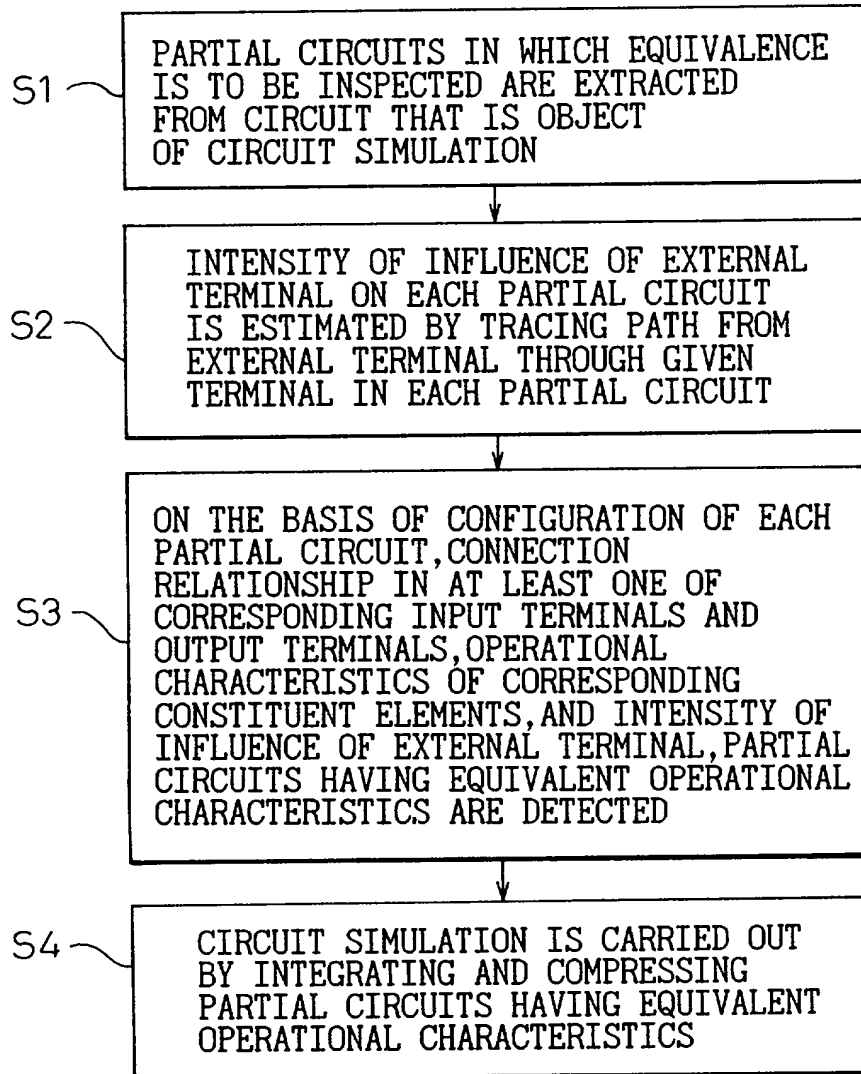 S1
PARTIAL CIRCUITS IN WHICH EQUIVALENCE
IS TO BE INSPECTED ARE EXTRACTED
FROM CIRCUIT THAT IS OBJECT
OF CIRCUIT SIMULATION
S2
INTENSITY OF INFLUENCE OF EXTERNAL
TERMINAL ON EACH PARTIAL CIRCUIT
IS ESTIMATED BY TRACING PATH FROM
EXTERNAL TERMINAL THROUGH GIVEN
TERMINAL IN EACH PARTIAL CIRCUIT
S3
ON THE BASIS OF CONFIGURATION OF EACH
PARTIAL CIRCUIT,CONNECTION
RELATIONSHIP IN AT LEAST ONE OF
CORRESPONDING INPUT TERMINALS AND
OUTPUT TERMINALS,OPERATIONAL
CHARACTERISTICS OF CORRESPONDING
CONSTITUENT ELEMENTS,AND INTENSITY OF
INFLUENCE OF EXTERNAL TERMINAL,PARTIAL
CIRCUITS HAVING EQUIVALENT OPERATIONAL
CHARACTERISTICS ARE DETECTED
S4
CIRCUIT SIMULATION IS CARRIED OUT
BY INTEGRATING AND COMPRESSING
PARTIAL CIRCUITS HAVING EQUIVALENT
OPERATIONAL CHARACTERISTICS